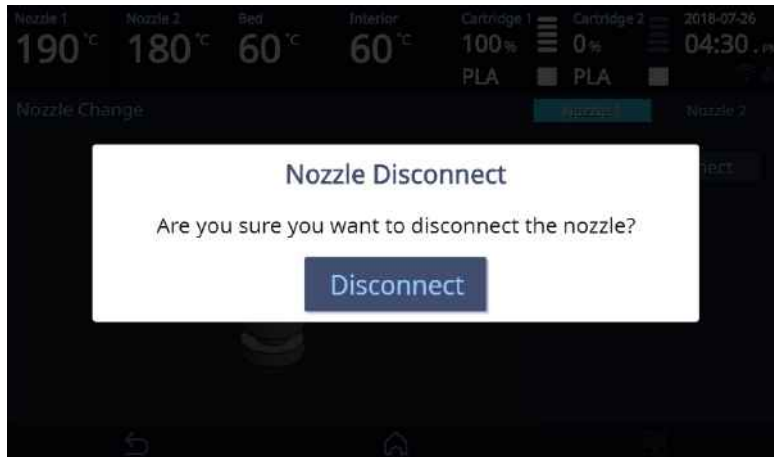 Nozzle 1 Nozzle 2 Bed Interior Cartridge 1 Cartridge 2 2018-07-26
190 °C 180 °C 60 °C 60 °C 100 % 0 % 04:30
PLA PLA
Nozzle Change Nozzle 1 Nozzle 2
Nozzle Disconnect
Are you sure you want to disconnect the nozzle?
Disconnect